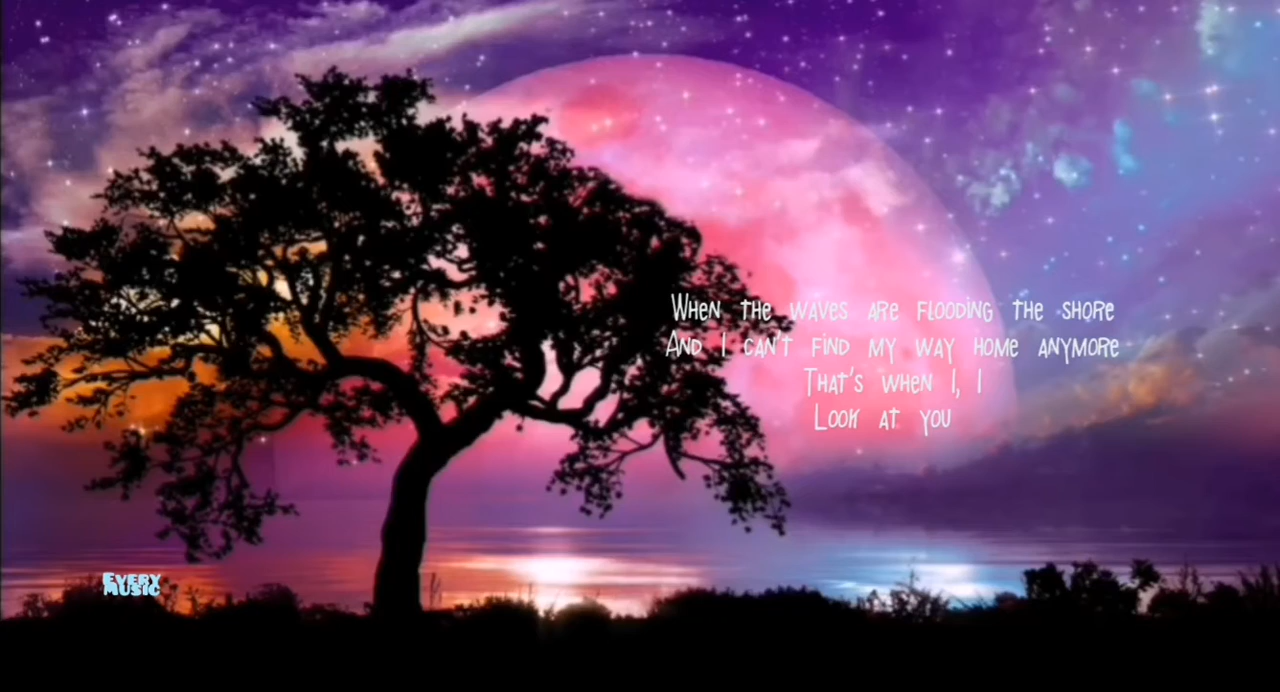 When the waves are flooding the shore
And I can't find my way home anymore
That's when I, I
Look at you
Every
Music